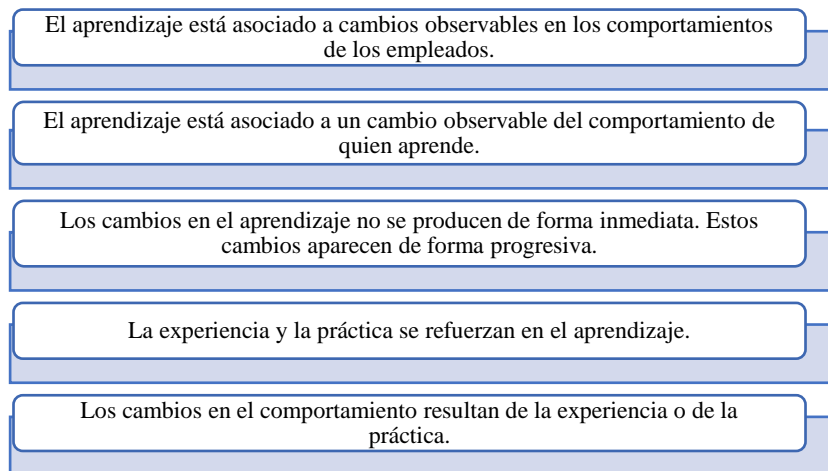 El aprendizaje está asociado a cambios observables en los comportamientos
de los empleados.
El aprendizaje está asociado a un cambio observable del comportamiento de
quien aprende.
Los cambios en el aprendizaje no se producen de forma inmediata. Estos
cambios aparecen de forma progresiva.
La experiencia y la práctica se refuerzan en el aprendizaje.
Los cambios en el comportamiento resultan de la experiencia o de la
práctica.